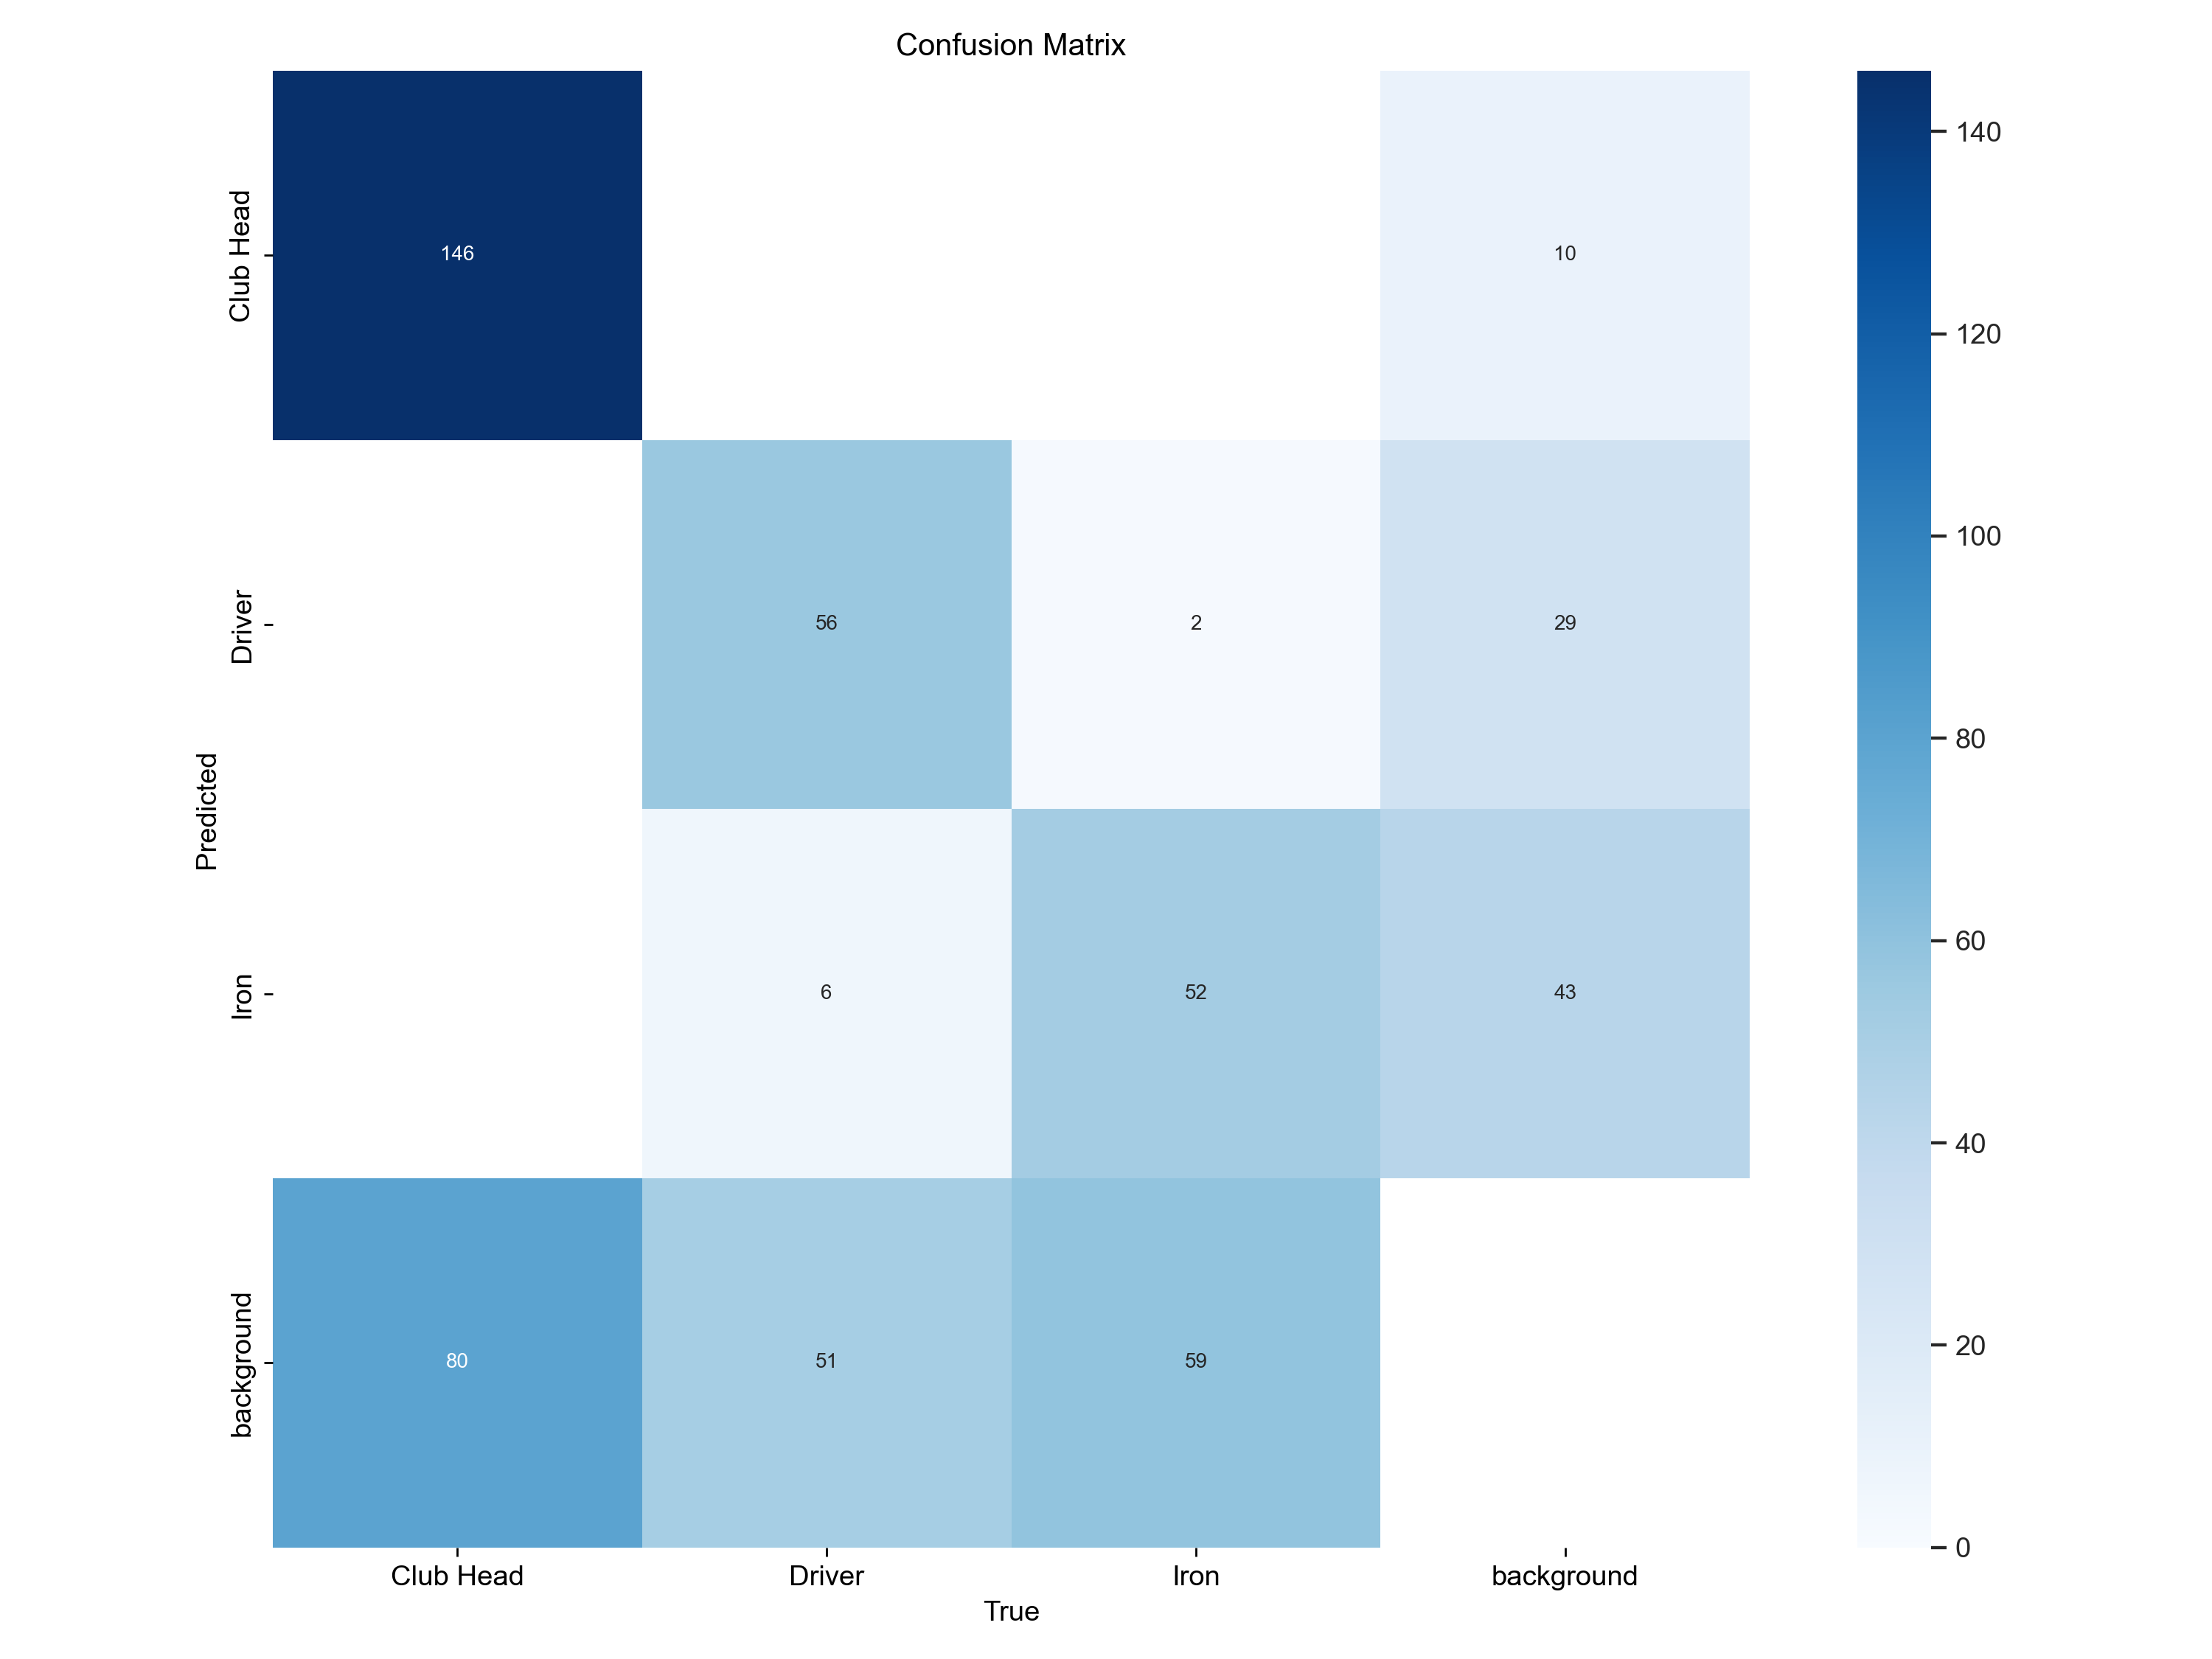 Confusion Matrix
Club Head
146
10
140
120
100
Driver
56
2
29
80
Predicted
60
Iron
6
52
43
40
20
background
80
51
59
0
Club Head
Driver
Iron
background
True